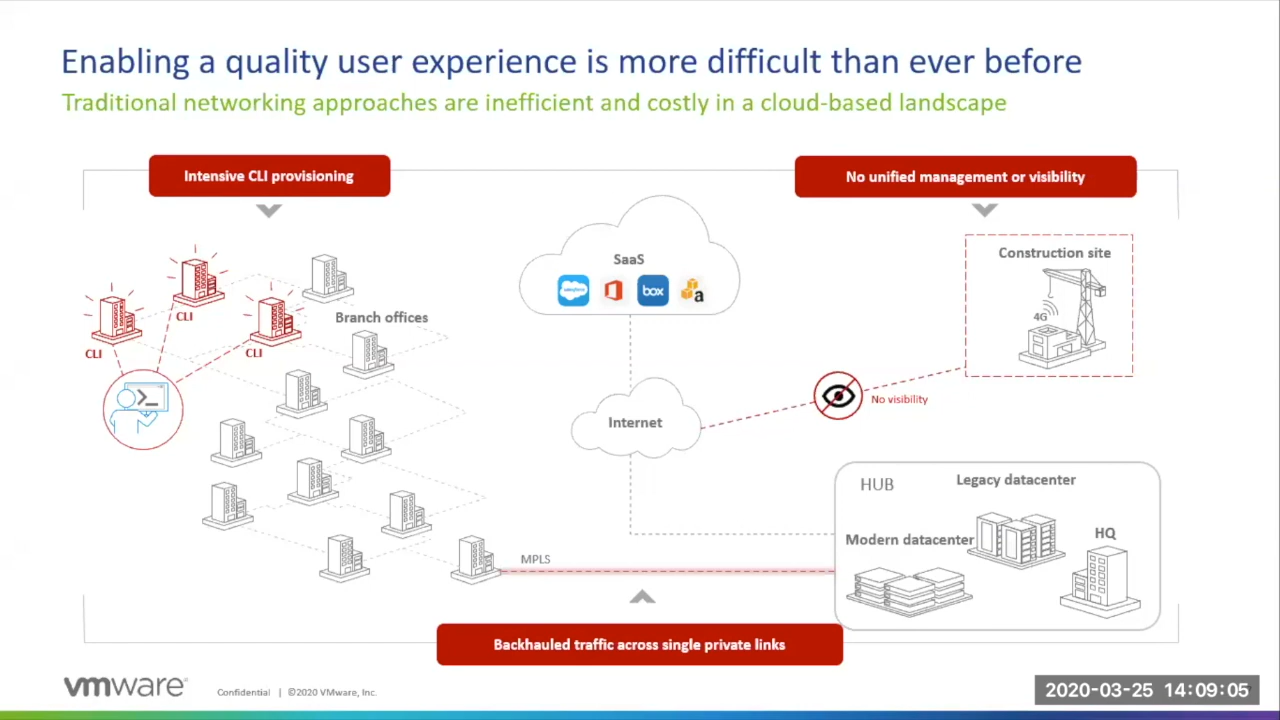 Enabling a quality user experience is more difficult than ever before
Traditional networking approaches are inefficient and costly in a cloud-based landscape
Intensive CLI provisioning
No unified management or visibility
SaaS
salesforce
box
a
Construction site
4G
CLI
Branch offices
CLI
CLI
>_
Internet
No visibility
HUB
Legacy datacenter
Modern datacenter
HQ
MPLS
Backhauled traffic across single private links
vmware
Confidential | ©2020 VMware, Inc.
2020-03-25 14:09:05